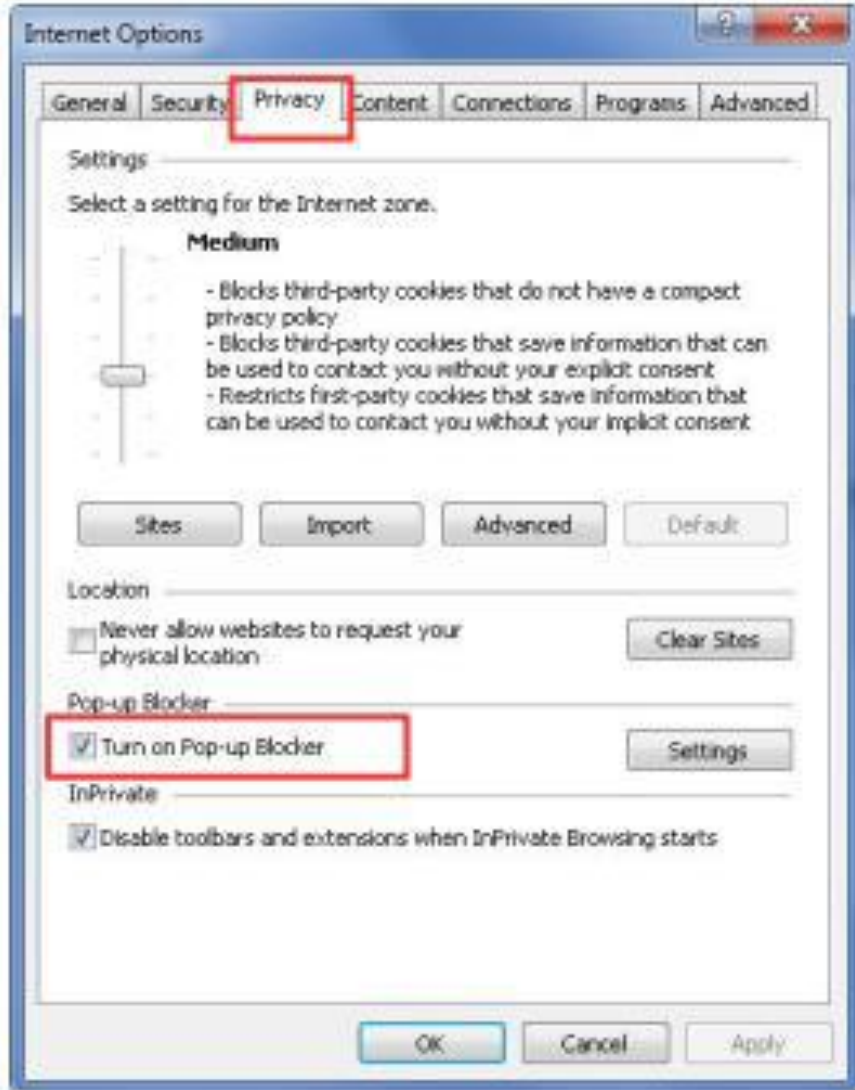 Internet Options
General Security Privacy Content Connections Programs Advanced
Settings
Select a setting for the Internet zone.
Medium
- Blocks third-party cookies that do not have a compact
privacy policy
- Blocks third-party cookies that save information that can
be used to contact you without your explicit consent
- Restricts first-party cookies that save information that
can be used to contact you without your implicit consent
Sites Import Advanced Default
Location
Never allow websites to request your
physical location
Clear Sites
Pop-up Blocker
Turn on Pop-up Blocker
Settings
InPrivate
Disable toolbars and extensions when InPrivate Browsing starts
OK Cancel Apply